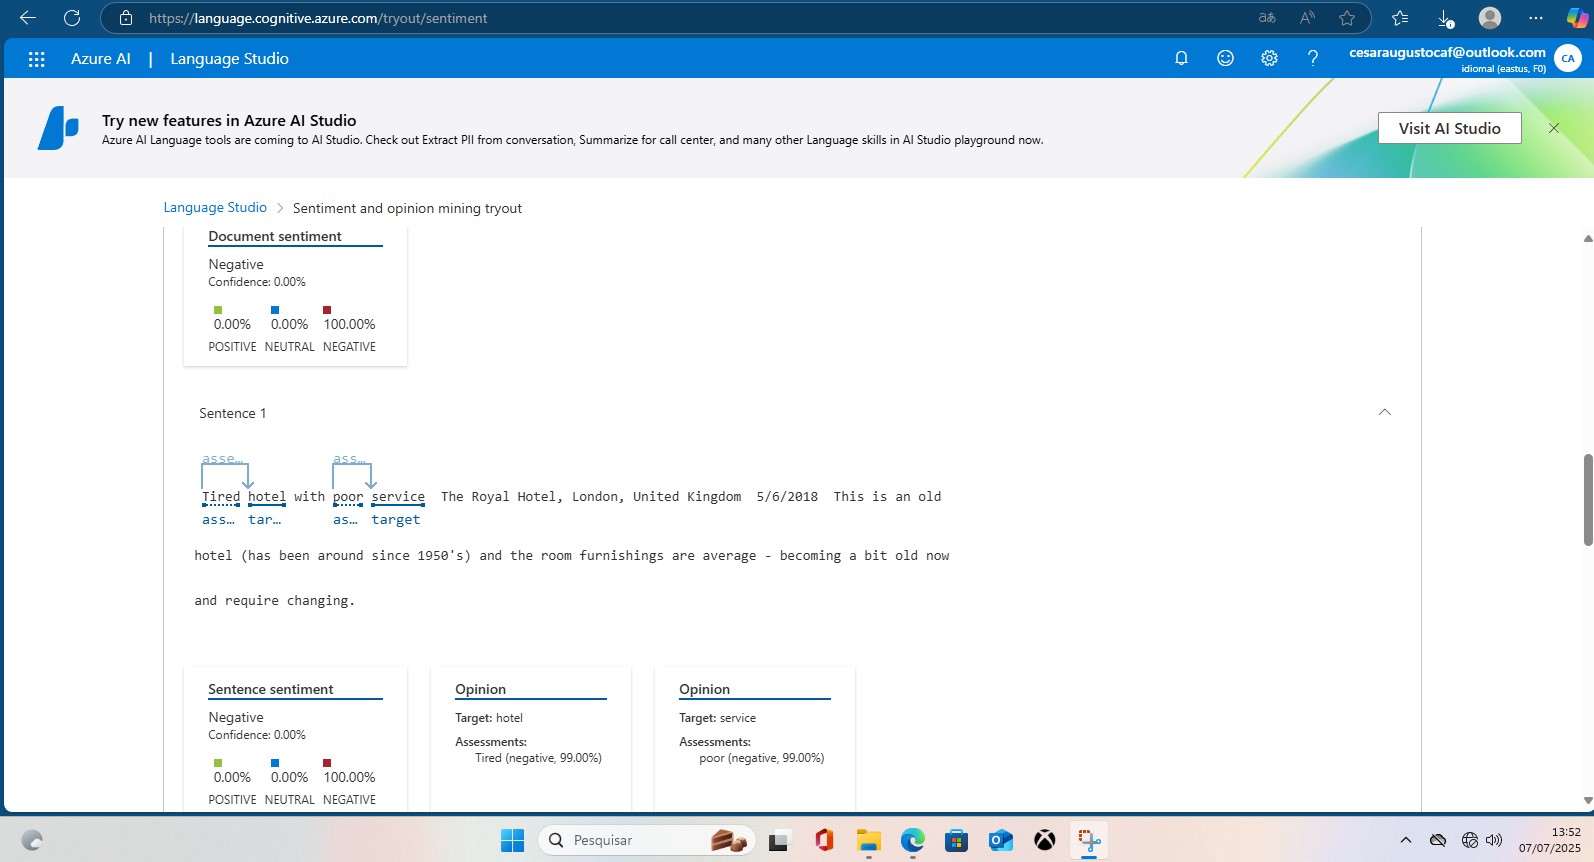 https://language.cognitive.azure.com/tryout/sentiment
Azure AI | Language Studio
cesaraugustocaf@outlook.com
idiomal (eastus, F0)
CA
Try new features in Azure AI Studio
Azure AI Language tools are coming to AI Studio. Check out Extract PII from conversation, Summarize for call center, and many other Language skills in AI Studio playground now.
Visit AI Studio
Language Studio > Sentiment and opinion mining tryout
Document sentiment
Negative
Confidence: 0.00%
0.00% 0.00% 100.00%
POSITIVE NEUTRAL NEGATIVE
Sentence 1
asse... ass...
Tired hotel with poor service The Royal Hotel, London, United Kingdom 5/6/2018 This is an old
ass... tar... as... target
hotel (has been around since 1950's) and the room furnishings are average - becoming a bit old now
and require changing.
Sentence sentiment
Negative
Confidence: 0.00%
0.00% 0.00% 100.00%
POSITIVE NEUTRAL NEGATIVE
Opinion
Target: hotel
Assessments:
Tired (negative, 99.00%)
Opinion
Target: service
Assessments:
poor (negative, 99.00%)
Pesquisar
13:52
07/07/2025